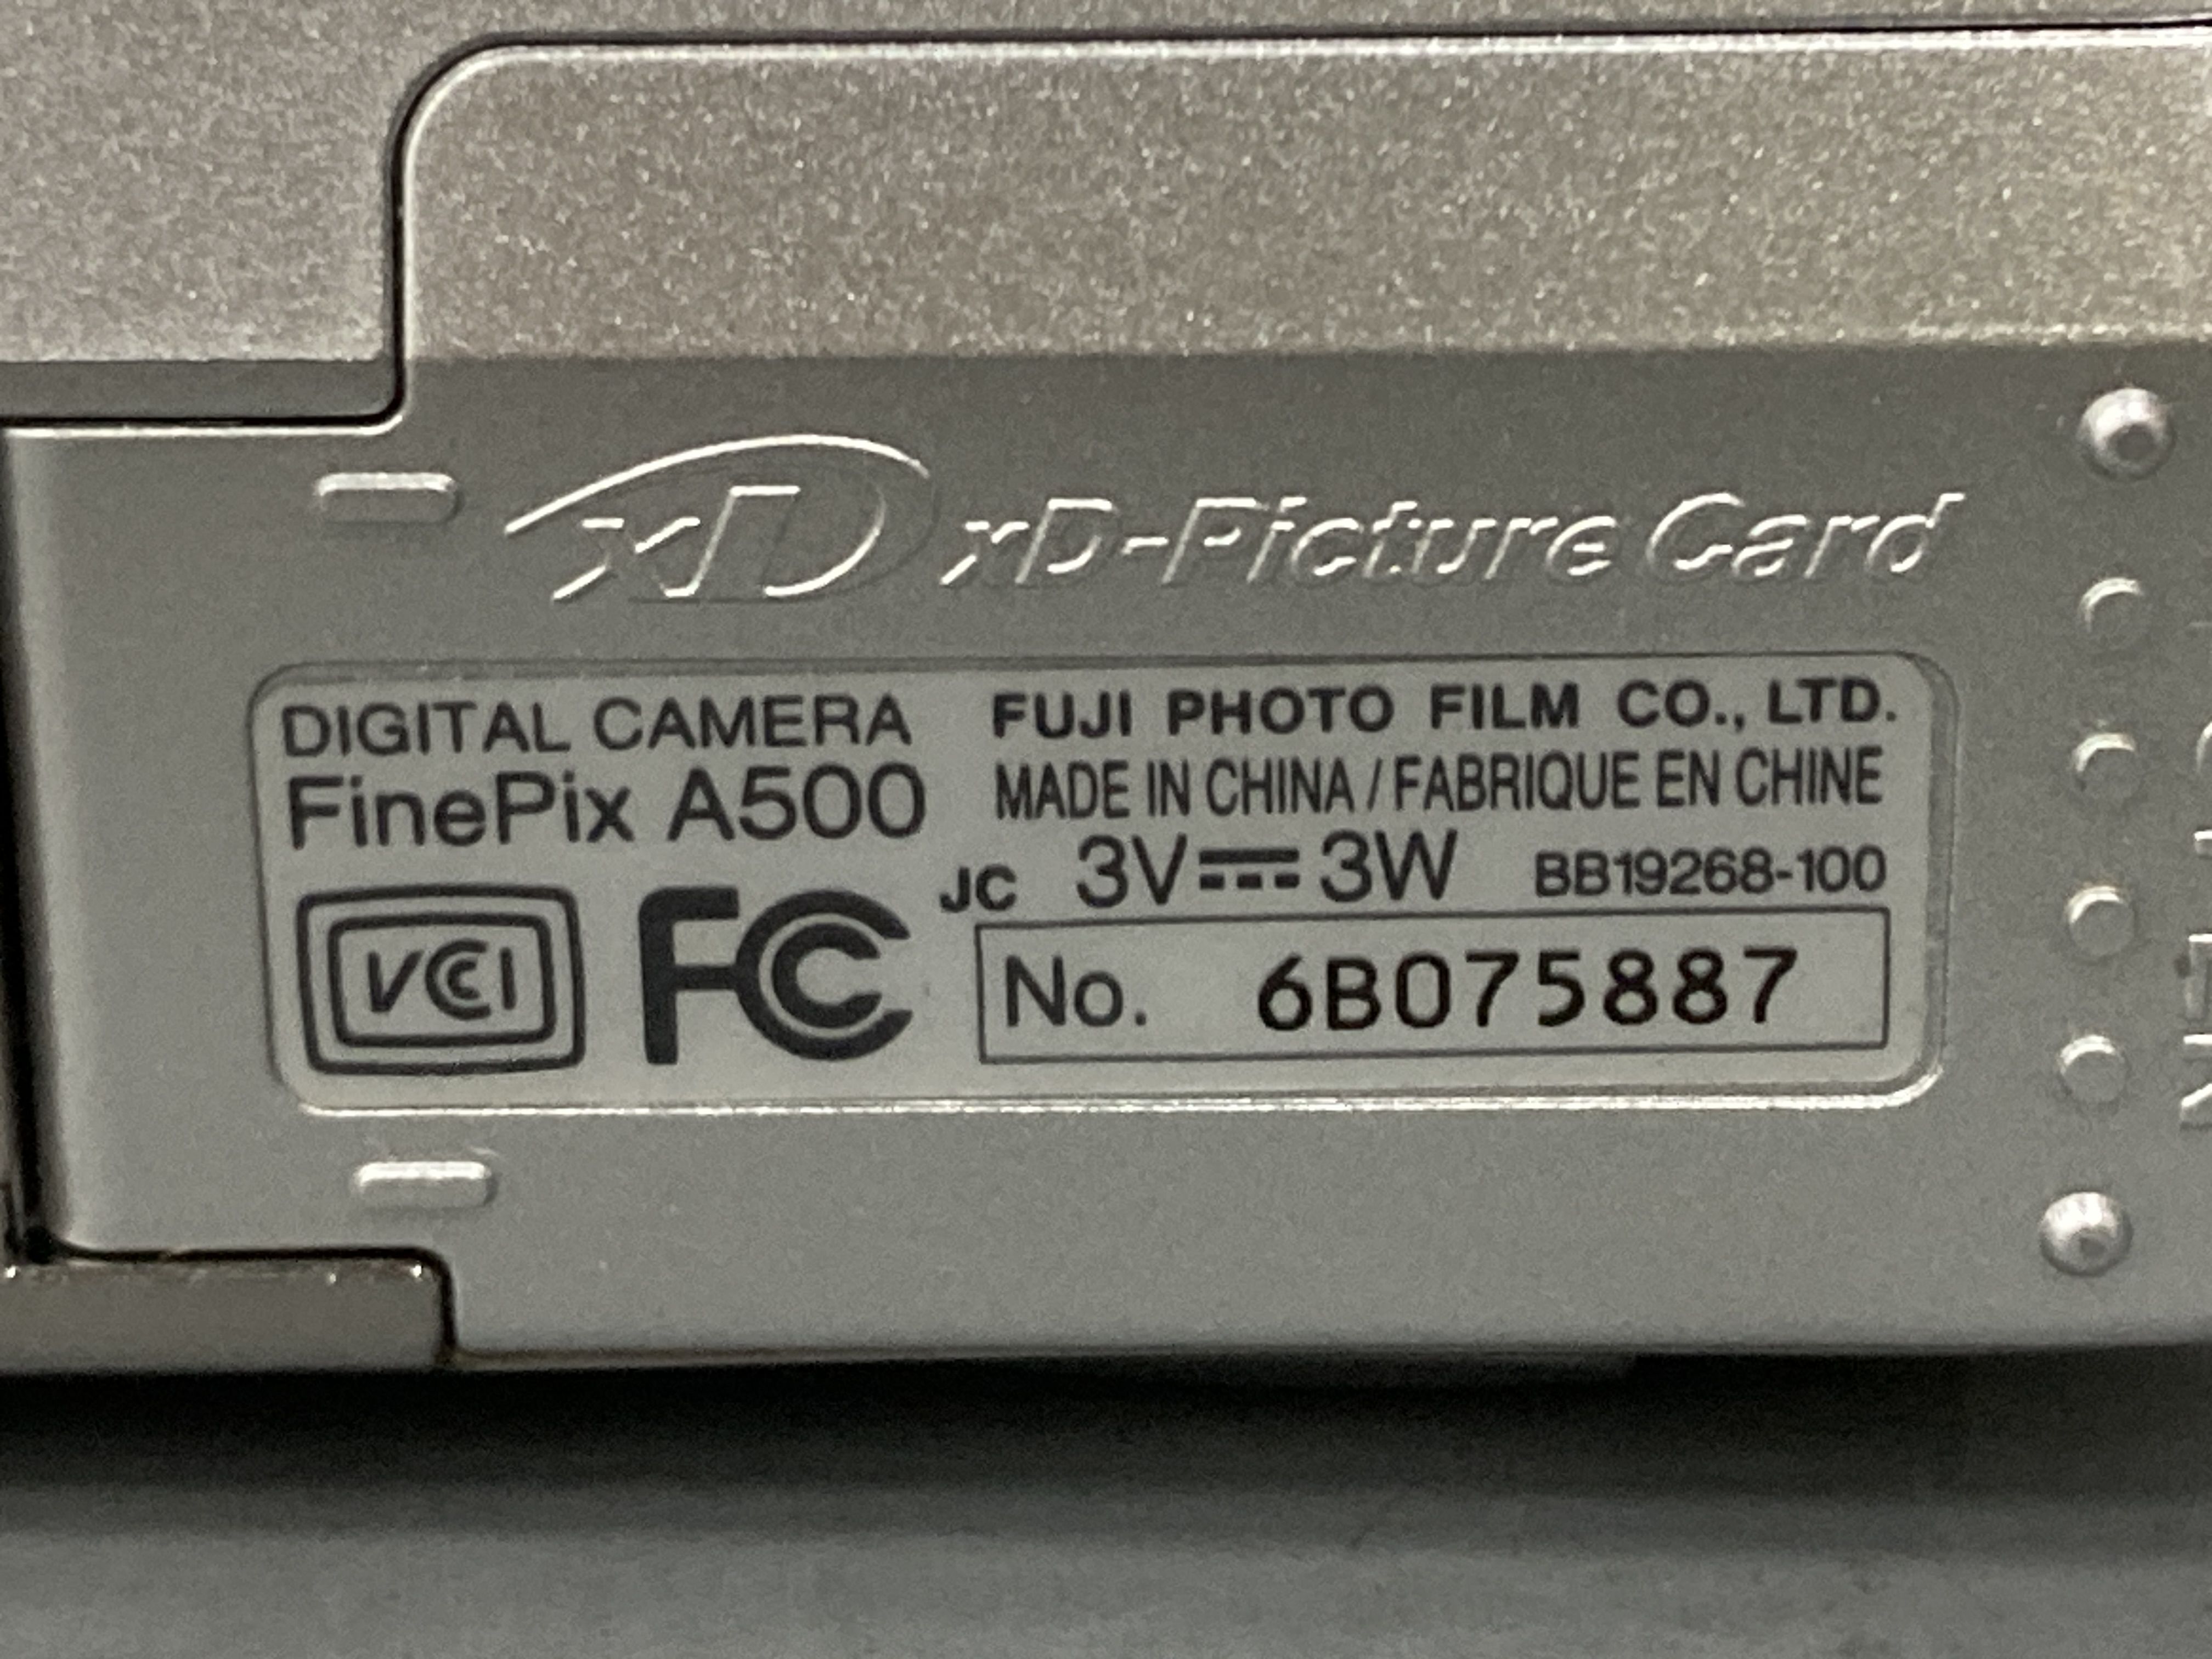 xD xD-Picture Card
DIGITAL CAMERA
FinePix A500
VCCI FC
FUJI PHOTO FILM CO., LTD.
MADE IN CHINA / FABRIQUE EN CHINE
JC 3V⎓3W BB19268-100
No. 6B075887